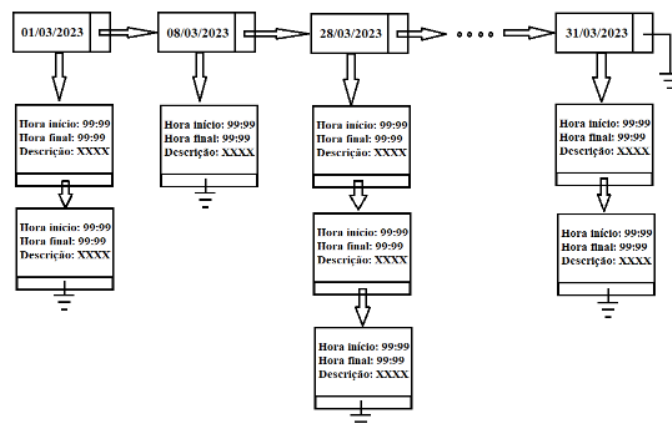 01/03/2023
08/03/2023
28/03/2023
31/03/2023
Hora início: 99:99
Hora final: 99:99
Descrição: XXXX
Hora início: 99:99
Hora final: 99:99
Descrição: XXXX
Hora início: 99:99
Hora final: 99:99
Descrição: XXXX
Hora início: 99:99
Hora final: 99:99
Descrição: XXXX
Hora início: 99:99
Hora final: 99:99
Descrição: XXXX
Hora início: 99:99
Hora final: 99:99
Descrição: XXXX
Hora início: 99:99
Hora final: 99:99
Descrição: XXXX
Hora início: 99:99
Hora final: 99:99
Descrição: XXXX